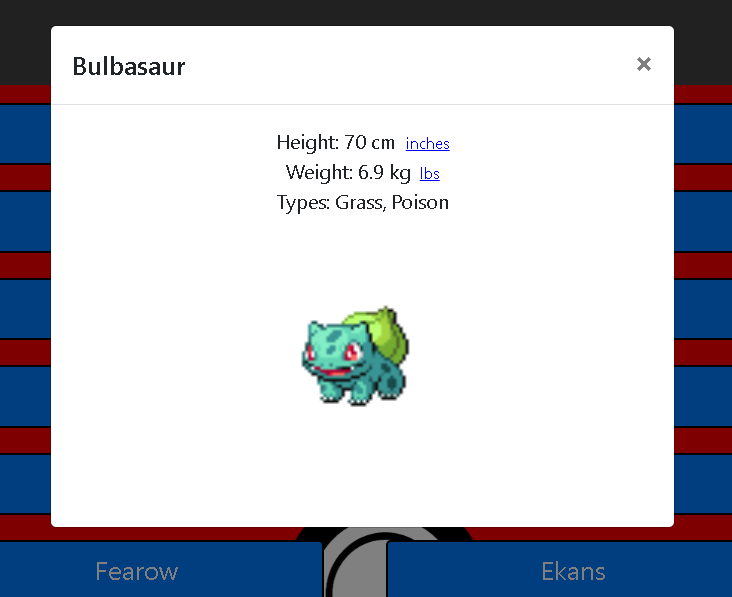 Bulbasaur ×
Height: 70 cm inches
Weight: 6.9 kg lbs
Types: Grass, Poison
Fearow
Ekans